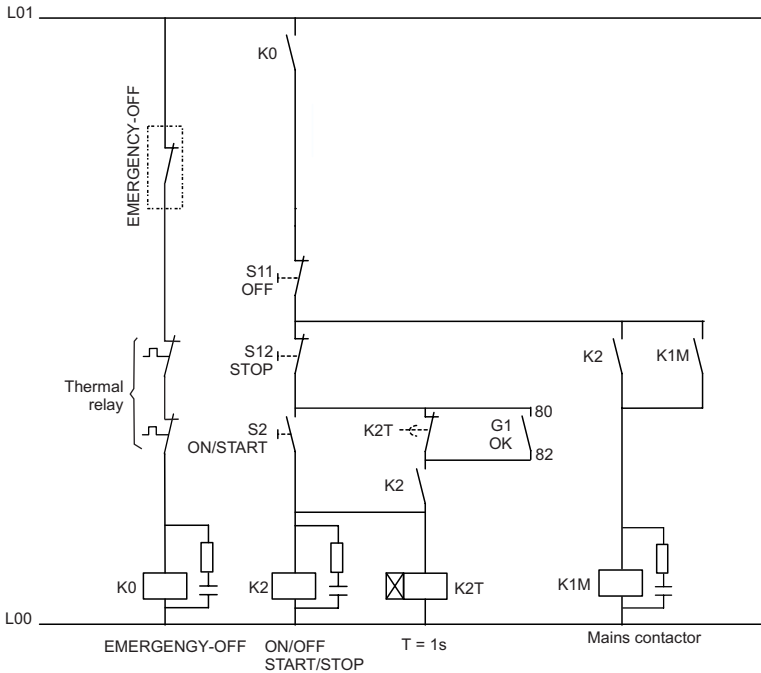 L01
K0
EMERGENCY-OFF
S11
OFF
S12
STOP
K2
K1M
Thermal
relay
S2
ON/START
K2T
G1
OK
80
82
K2
K0
K2
K2T
K1M
L00
EMERGENGY-OFF
ON/OFF
START/STOP
T = 1s
Mains contactor